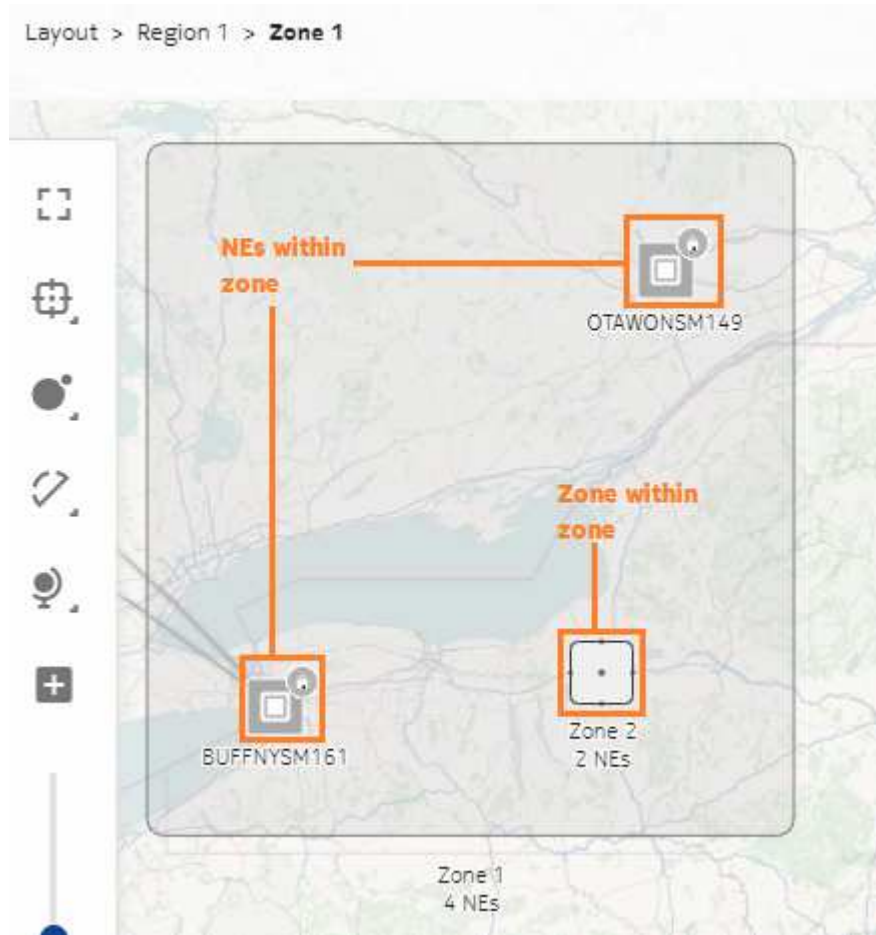 Layout > Region 1 > Zone 1
NEs within
zone
OTAWONSM149
Zone within
zone
Zone 2
2 NEs
BUFFNYSM161
Zone 1
4 NEs